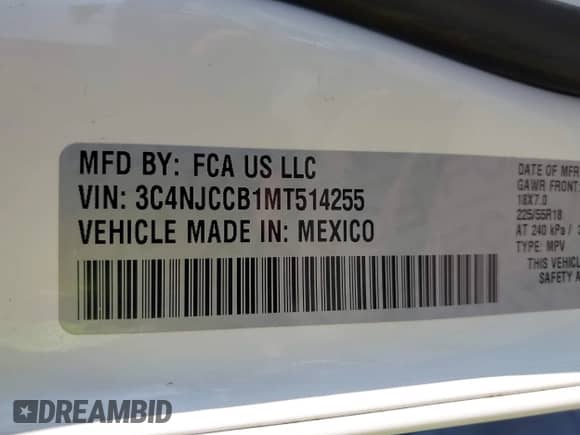 MFD BY: FCA US LLC
VIN: 3C4NJCCB1MT514255
VEHICLE MADE IN: MEXICO
DATE OF MFR
GAWR FRONT:
18X7.0
225/55R18
AT 240 kPa /
TYPE: MPV
THIS VEHICL
SAFETY A
DREAMBID